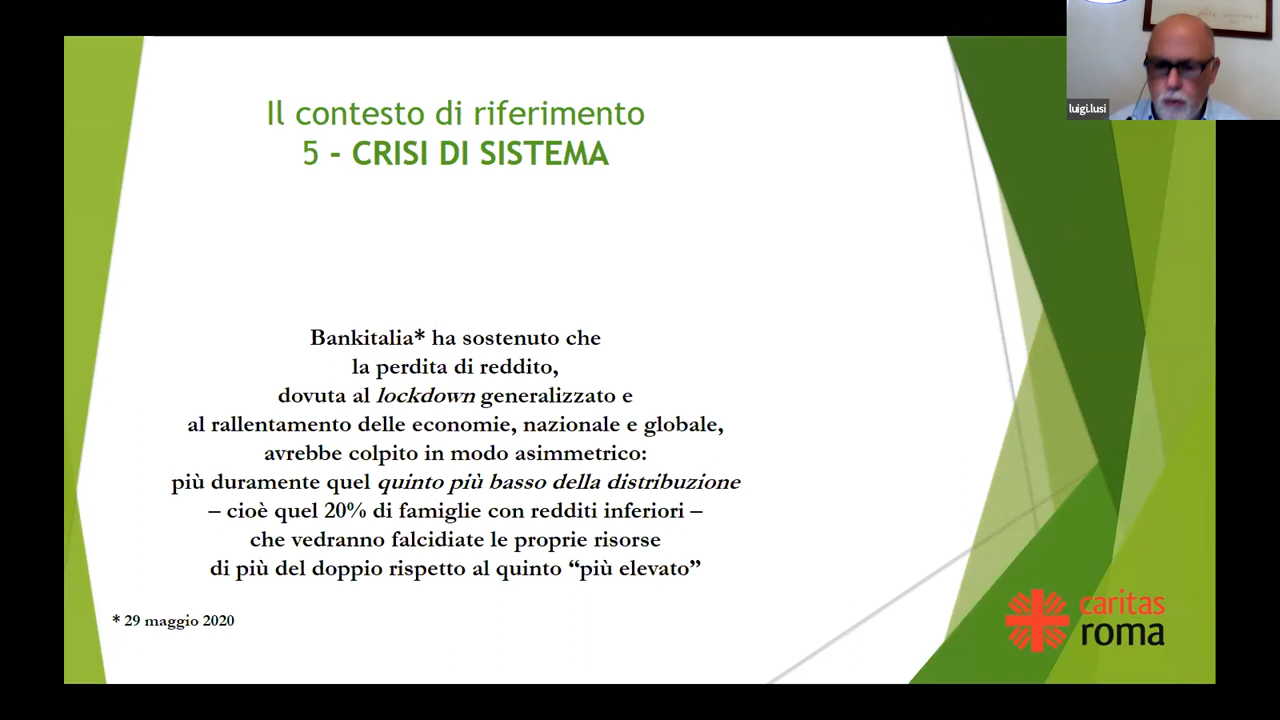 luigi.lusi
Il contesto di riferimento
5 - CRISI DI SISTEMA
Bankitalia* ha sostenuto che
la perdita di reddito,
dovuta al lockdown generalizzato e
al rallentamento delle economie, nazionale e globale,
avrebbe colpito in modo asimmetrico:
più duramente quel quinto più basso della distribuzione
– cioè quel 20% di famiglie con redditi inferiori –
che vedranno falcidiate le proprie risorse
di più del doppio rispetto al quinto “più elevato”
* 29 maggio 2020
caritas
roma